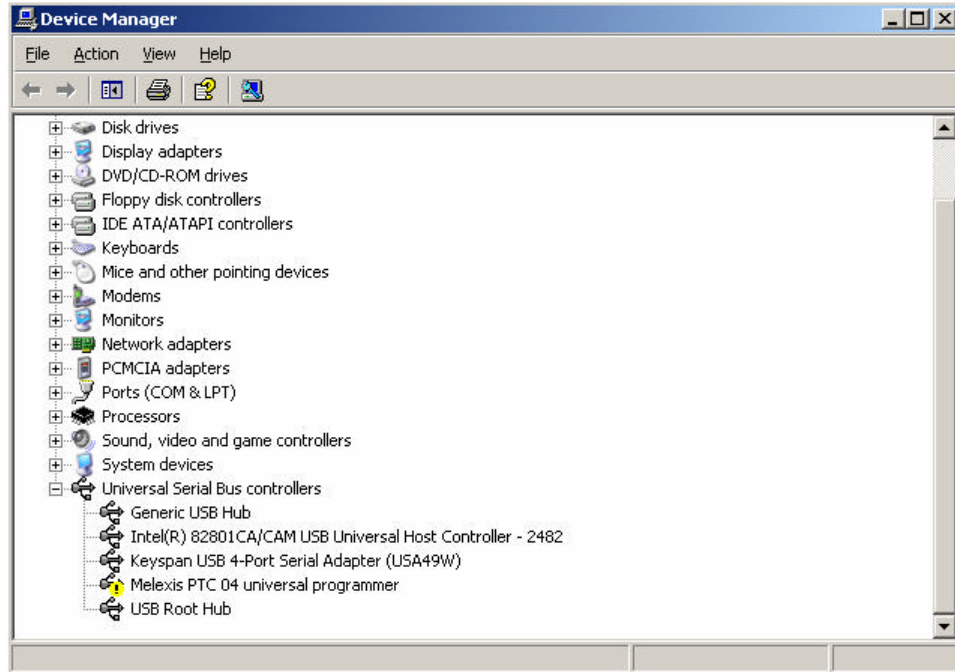 Device Manager
File Action View Help
Disk drives
Display adapters
DVD/CD-ROM drives
Floppy disk controllers
IDE ATA/ATAPI controllers
Keyboards
Mice and other pointing devices
Modems
Monitors
Network adapters
PCMCIA adapters
Ports (COM & LPT)
Processors
Sound, video and game controllers
System devices
Universal Serial Bus controllers
Generic USB Hub
Intel(R) 82801CA/CAM USB Universal Host Controller - 2482
Keyspan USB 4-Port Serial Adapter (USA49W)
Melexis PTC 04 universal programmer
USB Root Hub